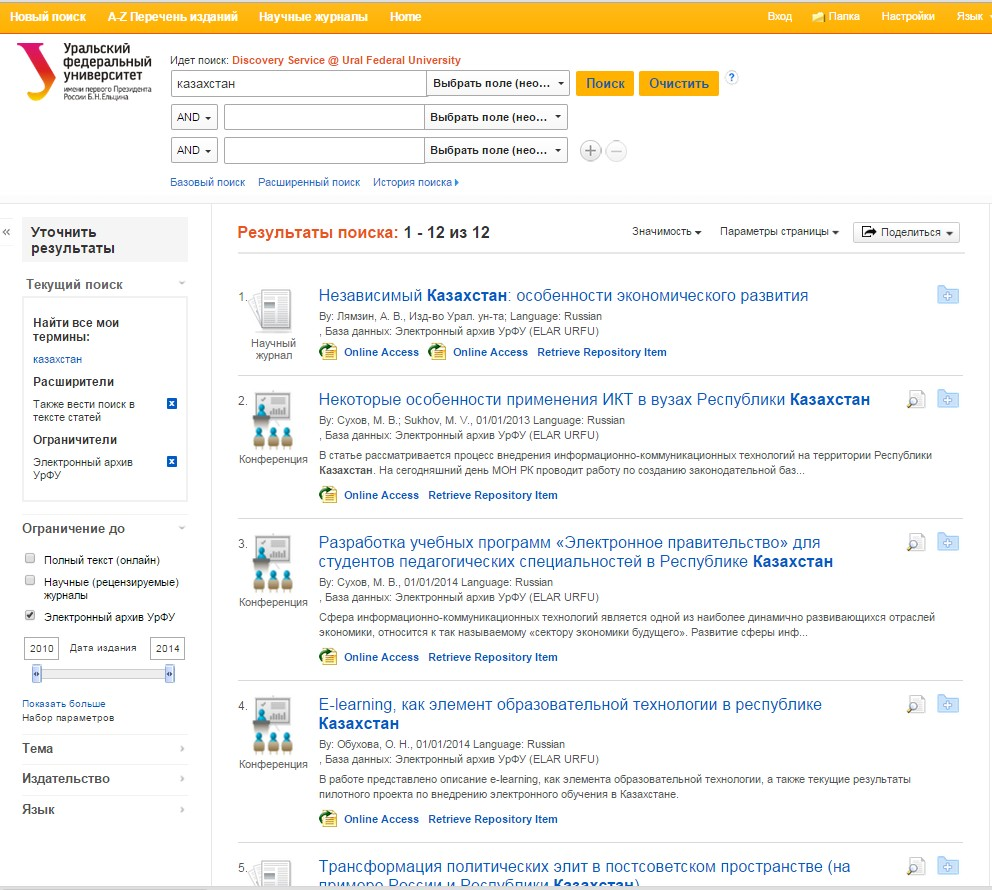 Новый поиск A-Z Перечень изданий Научные журналы Home Вход Папка Настройки Язык
Уральский
федеральный
университет
имени первого Президента
России Б.Н.Ельцина
Идет поиск: Discovery Service @ Ural Federal University
казахстан Выбрать поле (нео... Поиск Очистить ?
AND Выбрать поле (нео...
AND Выбрать поле (нео...
Базовый поиск Расширенный поиск История поиска
«
Уточнить
результаты
Текущий поиск
Найти все мои
термины:
казахстан
Расширители
Также вести поиск в
тексте статей
Ограничители
Электронный архив
УрФУ
Ограничение до
Полный текст (онлайн)
Научные (рецензируемые)
журналы
Электронный архив УрФУ
2010 Дата издания 2014
Показать больше
Набор параметров
Тема
Издательство
Язык
Результаты поиска: 1 - 12 из 12 Значимость Параметры страницы Поделиться
1. Независимый Казахстан: особенности экономического развития
By: Лямзин, А. В., Изд-во Урал. ун-та; Language: Russian
, База данных: Электронный архив УрФУ (ELAR URFU)
Научный
журнал
Online Access Online Access Retrieve Repository Item
2. Некоторые особенности применения ИКТ в вузах Республики Казахстан
By: Сухов, М. В.; Sukhov, M. V., 01/01/2013 Language: Russian
, База данных: Электронный архив УрФУ (ELAR URFU)
Конференция
В статье рассматривается процесс внедрения информационно-коммуникационных технологий на территории Республики
Казахстан. На сегодняшний день МОН РК проводит работу по созданию законодательной баз...
Online Access Retrieve Repository Item
3. Разработка учебных программ «Электронное правительство» для
студентов педагогических специальностей в Республике Казахстан
By: Сухов, М. В., 01/01/2014 Language: Russian
, База данных: Электронный архив УрФУ (ELAR URFU)
Конференция
Сфера информационно-коммуникационных технологий является одной из наиболее динамично развивающихся отраслей
экономики, относится к так называемому «сектору экономики будущего». Развитие сферы инф...
Online Access Retrieve Repository Item
4. E-learning, как элемент образовательной технологии в республике
Казахстан
By: Обухова, О. Н., 01/01/2014 Language: Russian
, База данных: Электронный архив УрФУ (ELAR URFU)
Конференция
В работе представлено описание e-learning, как элемента образовательной технологии, а также текущие результаты
пилотного проекта по внедрению электронного обучения в Казахстане.
Online Access Retrieve Repository Item
5. Трансформация политических элит в постсоветском пространстве (на
примере России и Республики Казахстан)